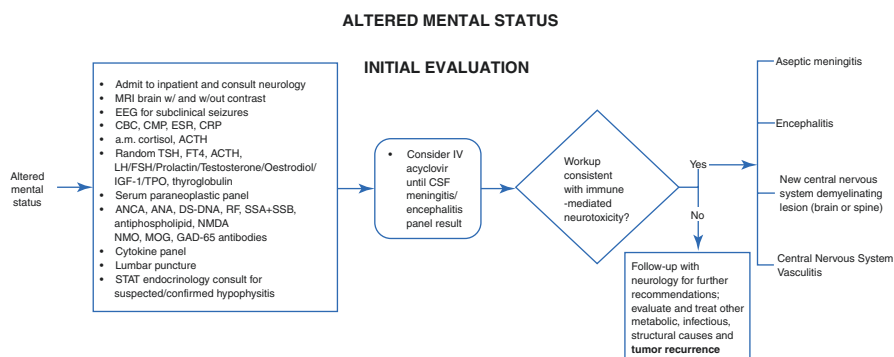 ALTERED MENTAL STATUS
INITIAL EVALUATION
Altered
mental
status
• Admit to inpatient and consult neurology
• MRI brain w/ and w/out contrast
• EEG for subclinical seizures
• CBC, CMP, ESR, CRP
• a.m. cortisol, ACTH
• Random TSH, FT4, ACTH,
LH/FSH/Prolactin/Testosterone/Oestrodiol/
IGF-1/TPO, thyroglobulin
• Serum paraneoplastic panel
• ANCA, ANA, DS-DNA, RF, SSA+SSB,
antiphospholipid, NMDA
NMO, MOG, GAD-65 antibodies
• Cytokine panel
• Lumbar puncture
• STAT endocrinology consult for
suspected/confirmed hypophysitis
• Consider IV
acyclovir
until CSF
meningitis/
encephalitis
panel result
Workup
consistent
with immune
-mediated
neurotoxicity?
Yes
No
Follow-up with
neurology for further
recommendations;
evaluate and treat other
metabolic, infectious,
structural causes and
tumor recurrence
Aseptic meningitis
Encephalitis
New central nervous
system demyelinating
lesion (brain or spine)
Central Nervous System
Vasculitis